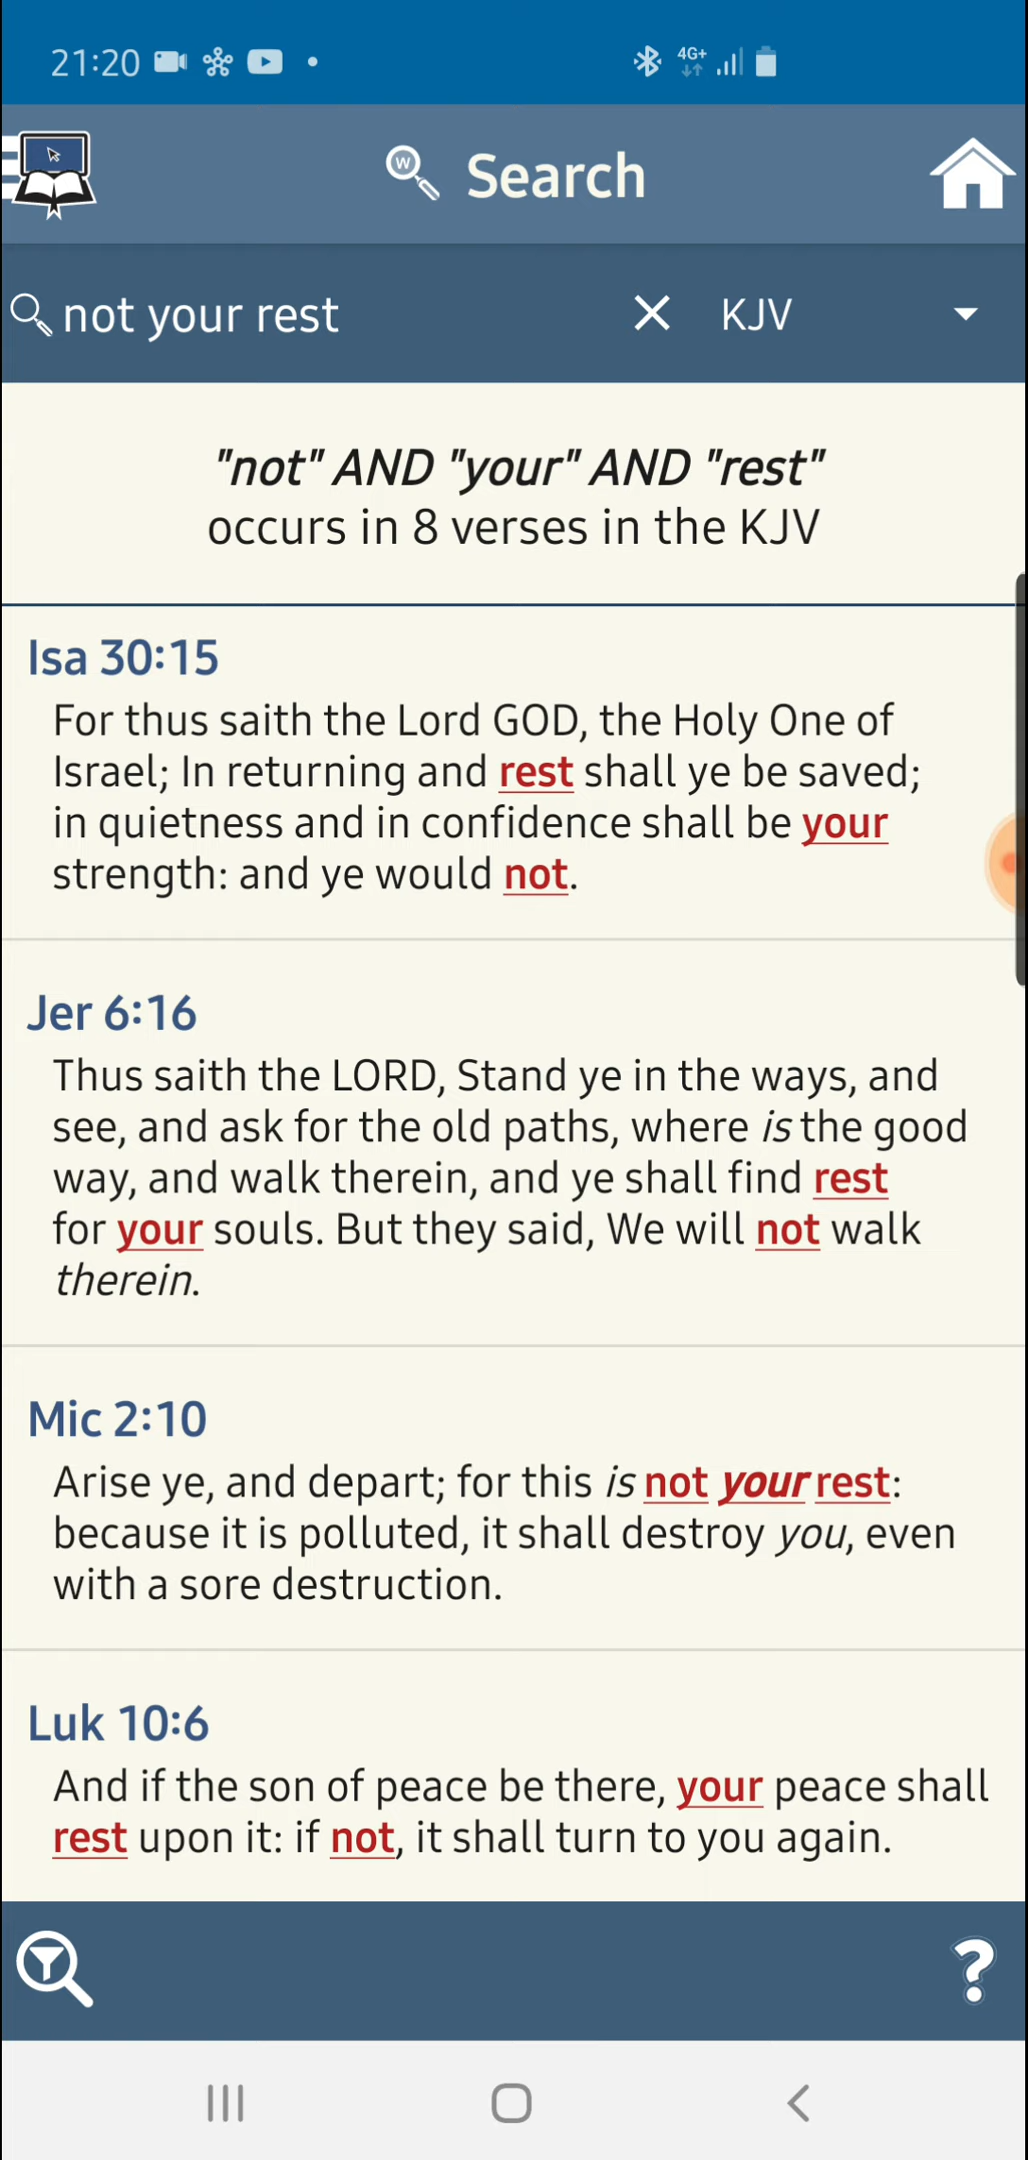 21:20
4G+
W
Search
not your rest
KJV
"not" AND "your" AND "rest"
occurs in 8 verses in the KJV
Isa 30:15
For thus saith the Lord GOD, the Holy One of
Israel; In returning and rest shall ye be saved;
in quietness and in confidence shall be your
strength: and ye would not.
Jer 6:16
Thus saith the LORD, Stand ye in the ways, and
see, and ask for the old paths, where is the good
way, and walk therein, and ye shall find rest
for your souls. But they said, We will not walk
therein.
Mic 2:10
Arise ye, and depart; for this is not your rest:
because it is polluted, it shall destroy you, even
with a sore destruction.
Luk 10:6
And if the son of peace be there, your peace shall
rest upon it: if not, it shall turn to you again.
?